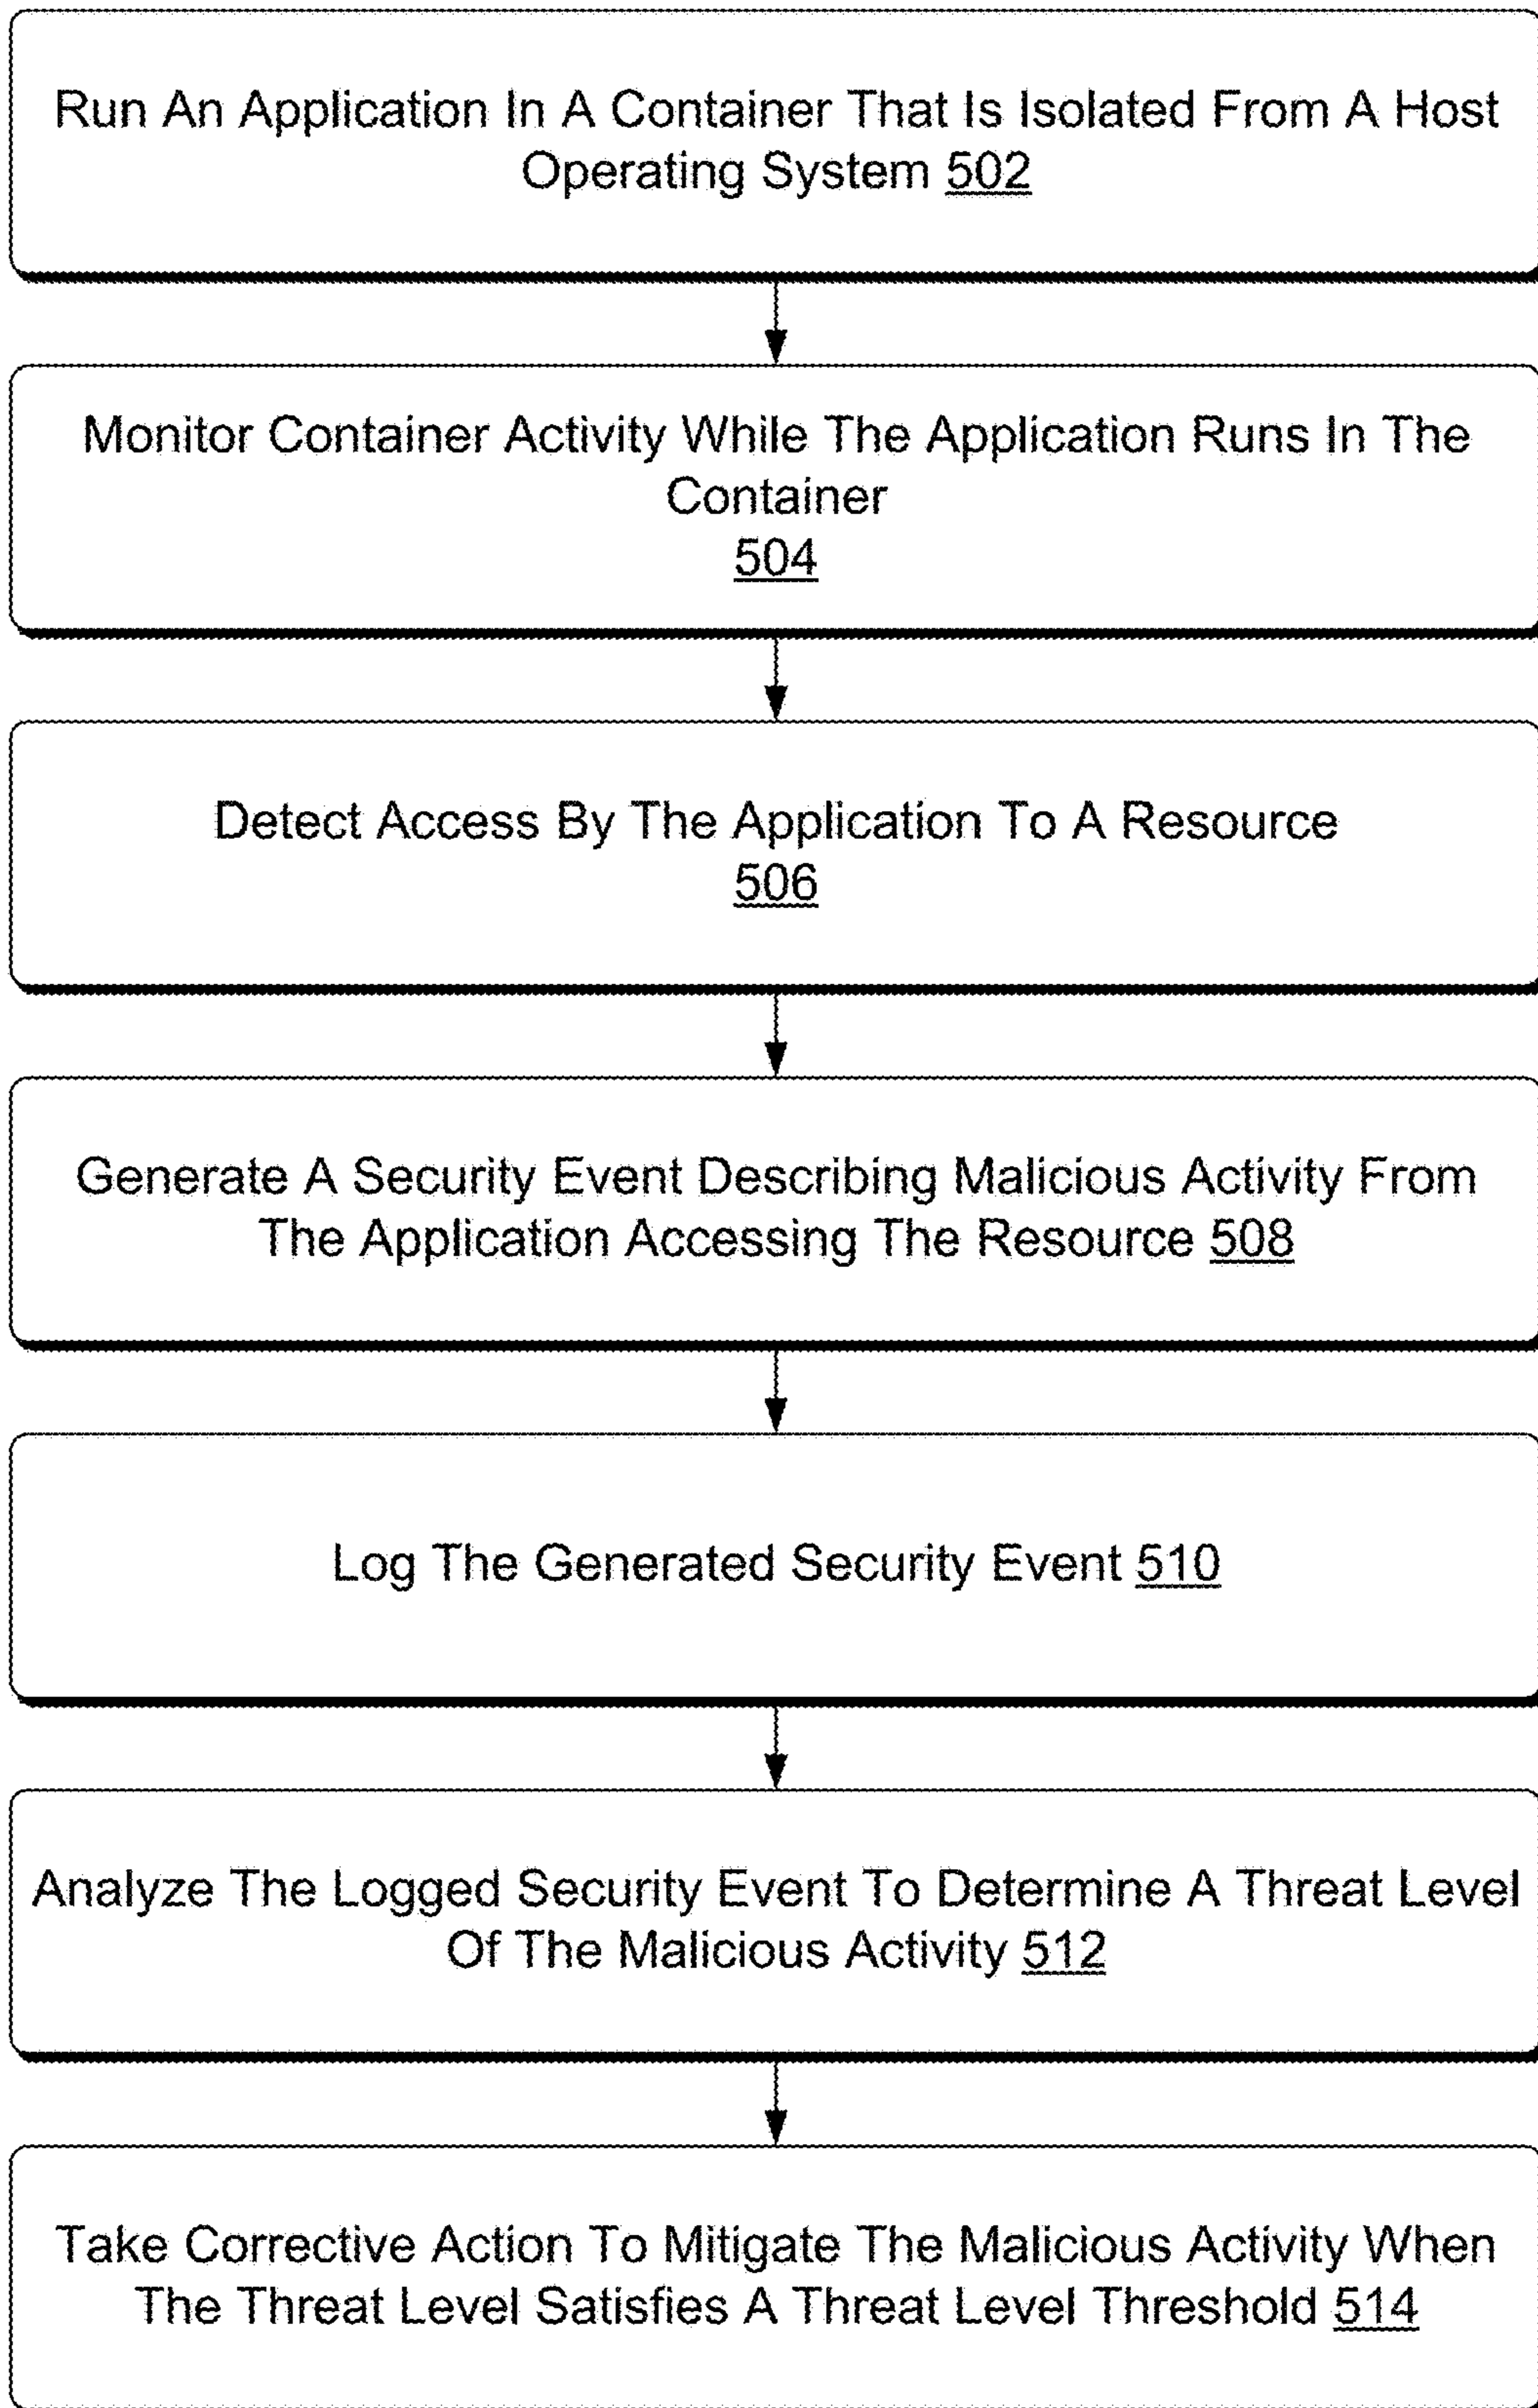 Run An Application In A Container That Is Isolated From A Host
Operating System 502
Monitor Container Activity While The Application Runs In The
Container
504
Detect Access By The Application To A Resource
506
Generate A Security Event Describing Malicious Activity From
The Application Accessing The Resource 508
Log The Generated Security Event 510
Analyze The Logged Security Event To Determine A Threat Level
Of The Malicious Activity 512
Take Corrective Action To Mitigate The Malicious Activity When
The Threat Level Satisfies A Threat Level Threshold 514